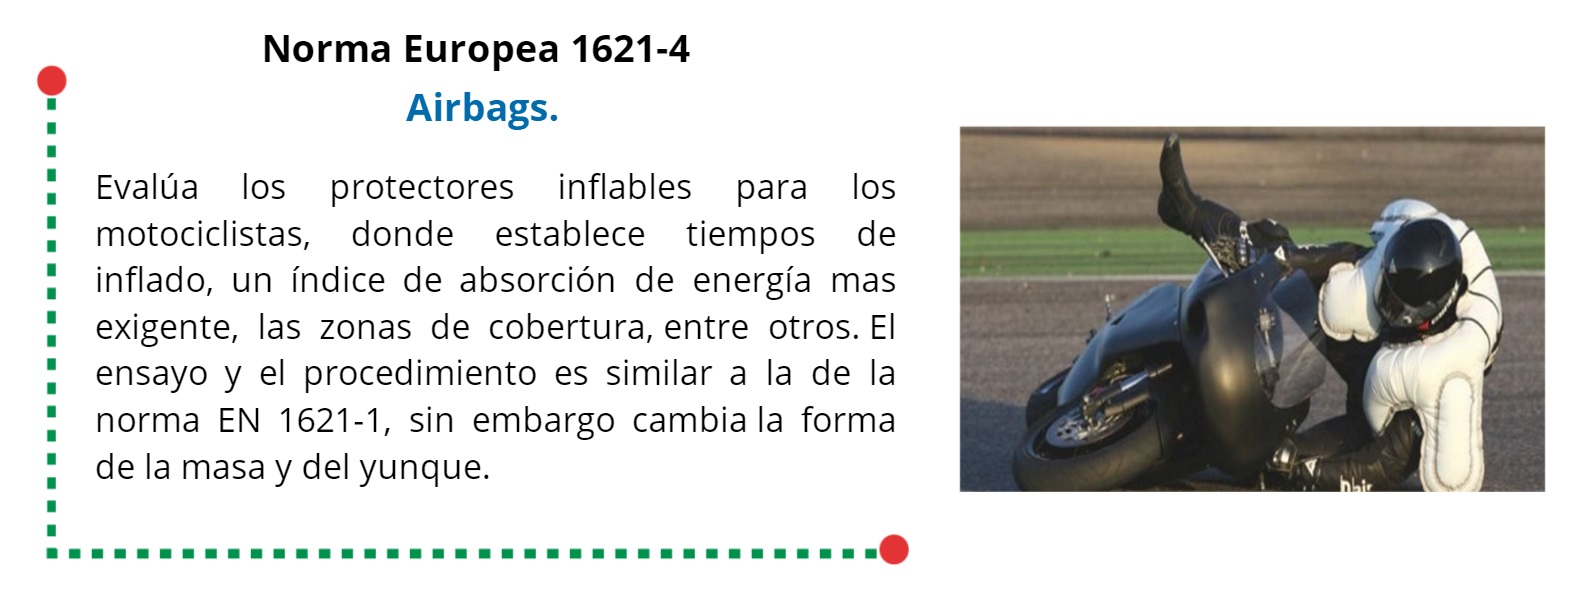 Norma Europea 1621-4
Airbags.
Evalúa los protectores inflables para los
motociclistas, donde establece tiempos de
inflado, un índice de absorción de energía mas
exigente, las zonas de cobertura, entre otros. El
ensayo y el procedimiento es similar a la de la
norma EN 1621-1, sin embargo cambia la forma
de la masa y del yunque.